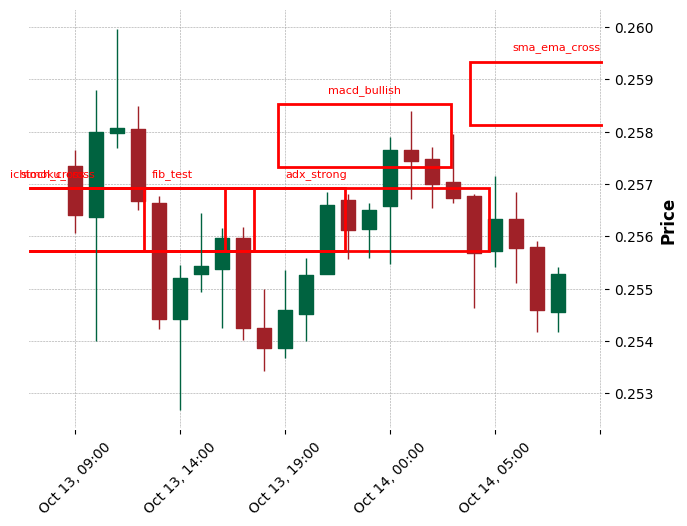 sma_ema_cross
macd_bullish
fib_test
adx_strong
0.260
0.259
0.258
0.257
0.256
0.255
0.254
0.253
Price
Oct 13, 09:00
Oct 13, 14:00
Oct 13, 19:00
Oct 14, 00:00
Oct 14, 05:00